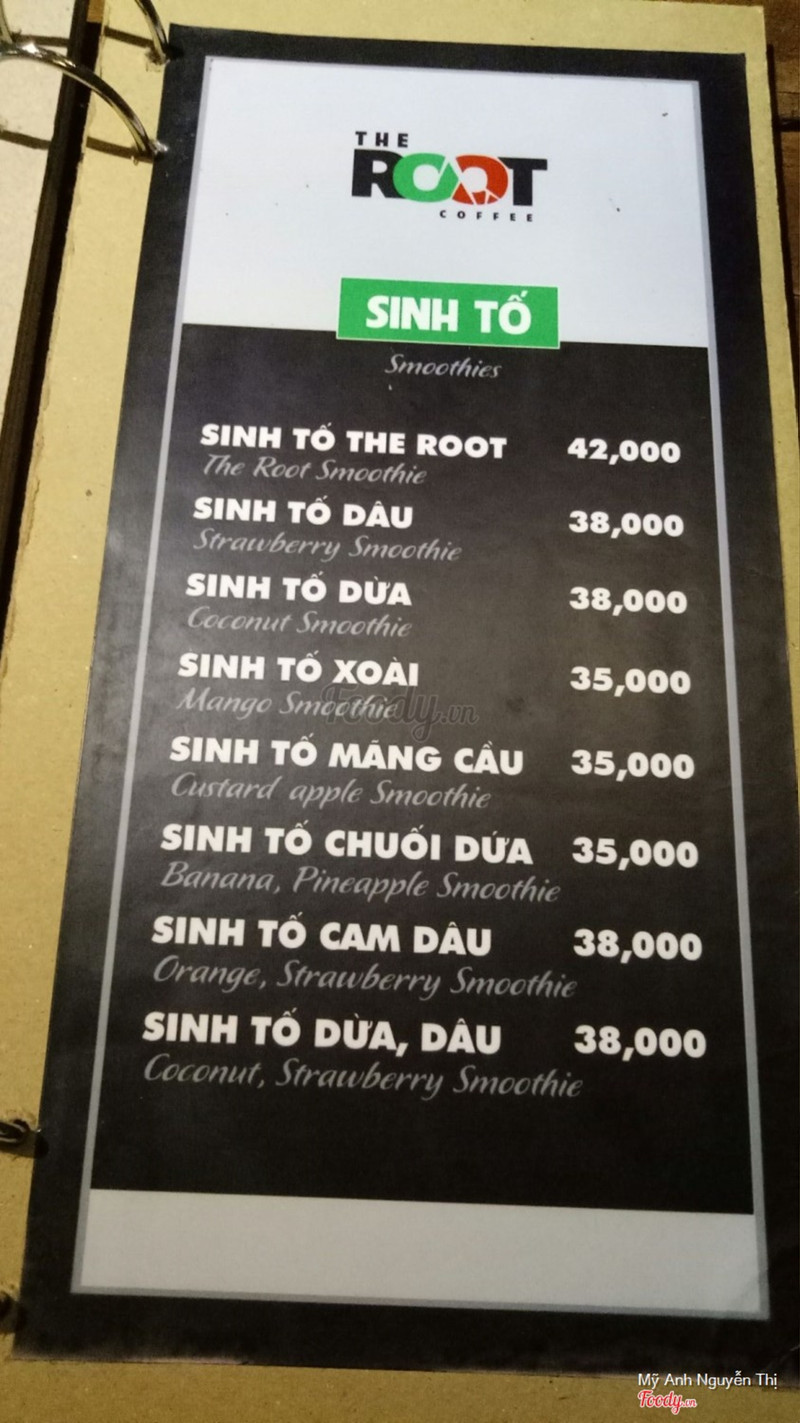 THE
ROOT
COFFEE
SINH TỐ
Smoothies
SINH TỐ THE ROOT 42,000
The Root Smoothie
SINH TỐ DÂU 38,000
Strawberry Smoothie
SINH TỐ DỪA 38,000
Coconut Smoothie
SINH TỐ XOÀI 35,000
Mango Smoothie
Foody.vn
SINH TỐ MÃNG CẦU 35,000
Custard apple Smoothie
SINH TỐ CHUỐI DỨA 35,000
Banana, Pineapple Smoothie
SINH TỐ CAM DÂU 38,000
Orange, Strawberry Smoothie
SINH TỐ DỪA, DÂU 38,000
Coconut, Strawberry Smoothie
Mỹ Anh Nguyễn Thị
Foody.vn